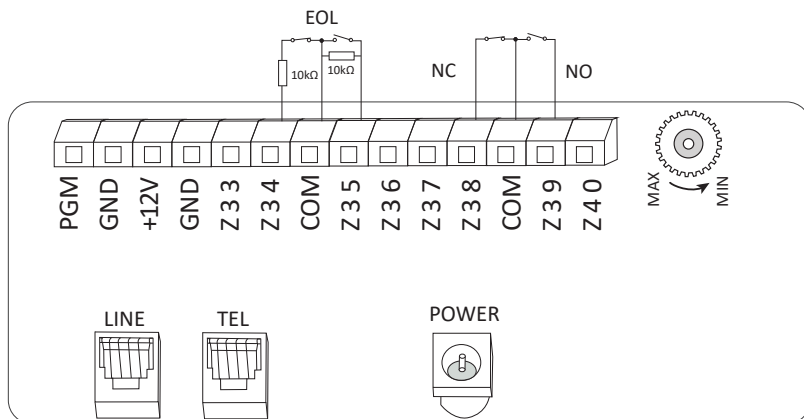 EOL
10kΩ
10kΩ
NC
NO
PGM
GND
+12V
GND
Z33
Z34
COM
Z35
Z36
Z37
Z38
COM
Z39
Z40
MAX
MIN
LINE
TEL
POWER